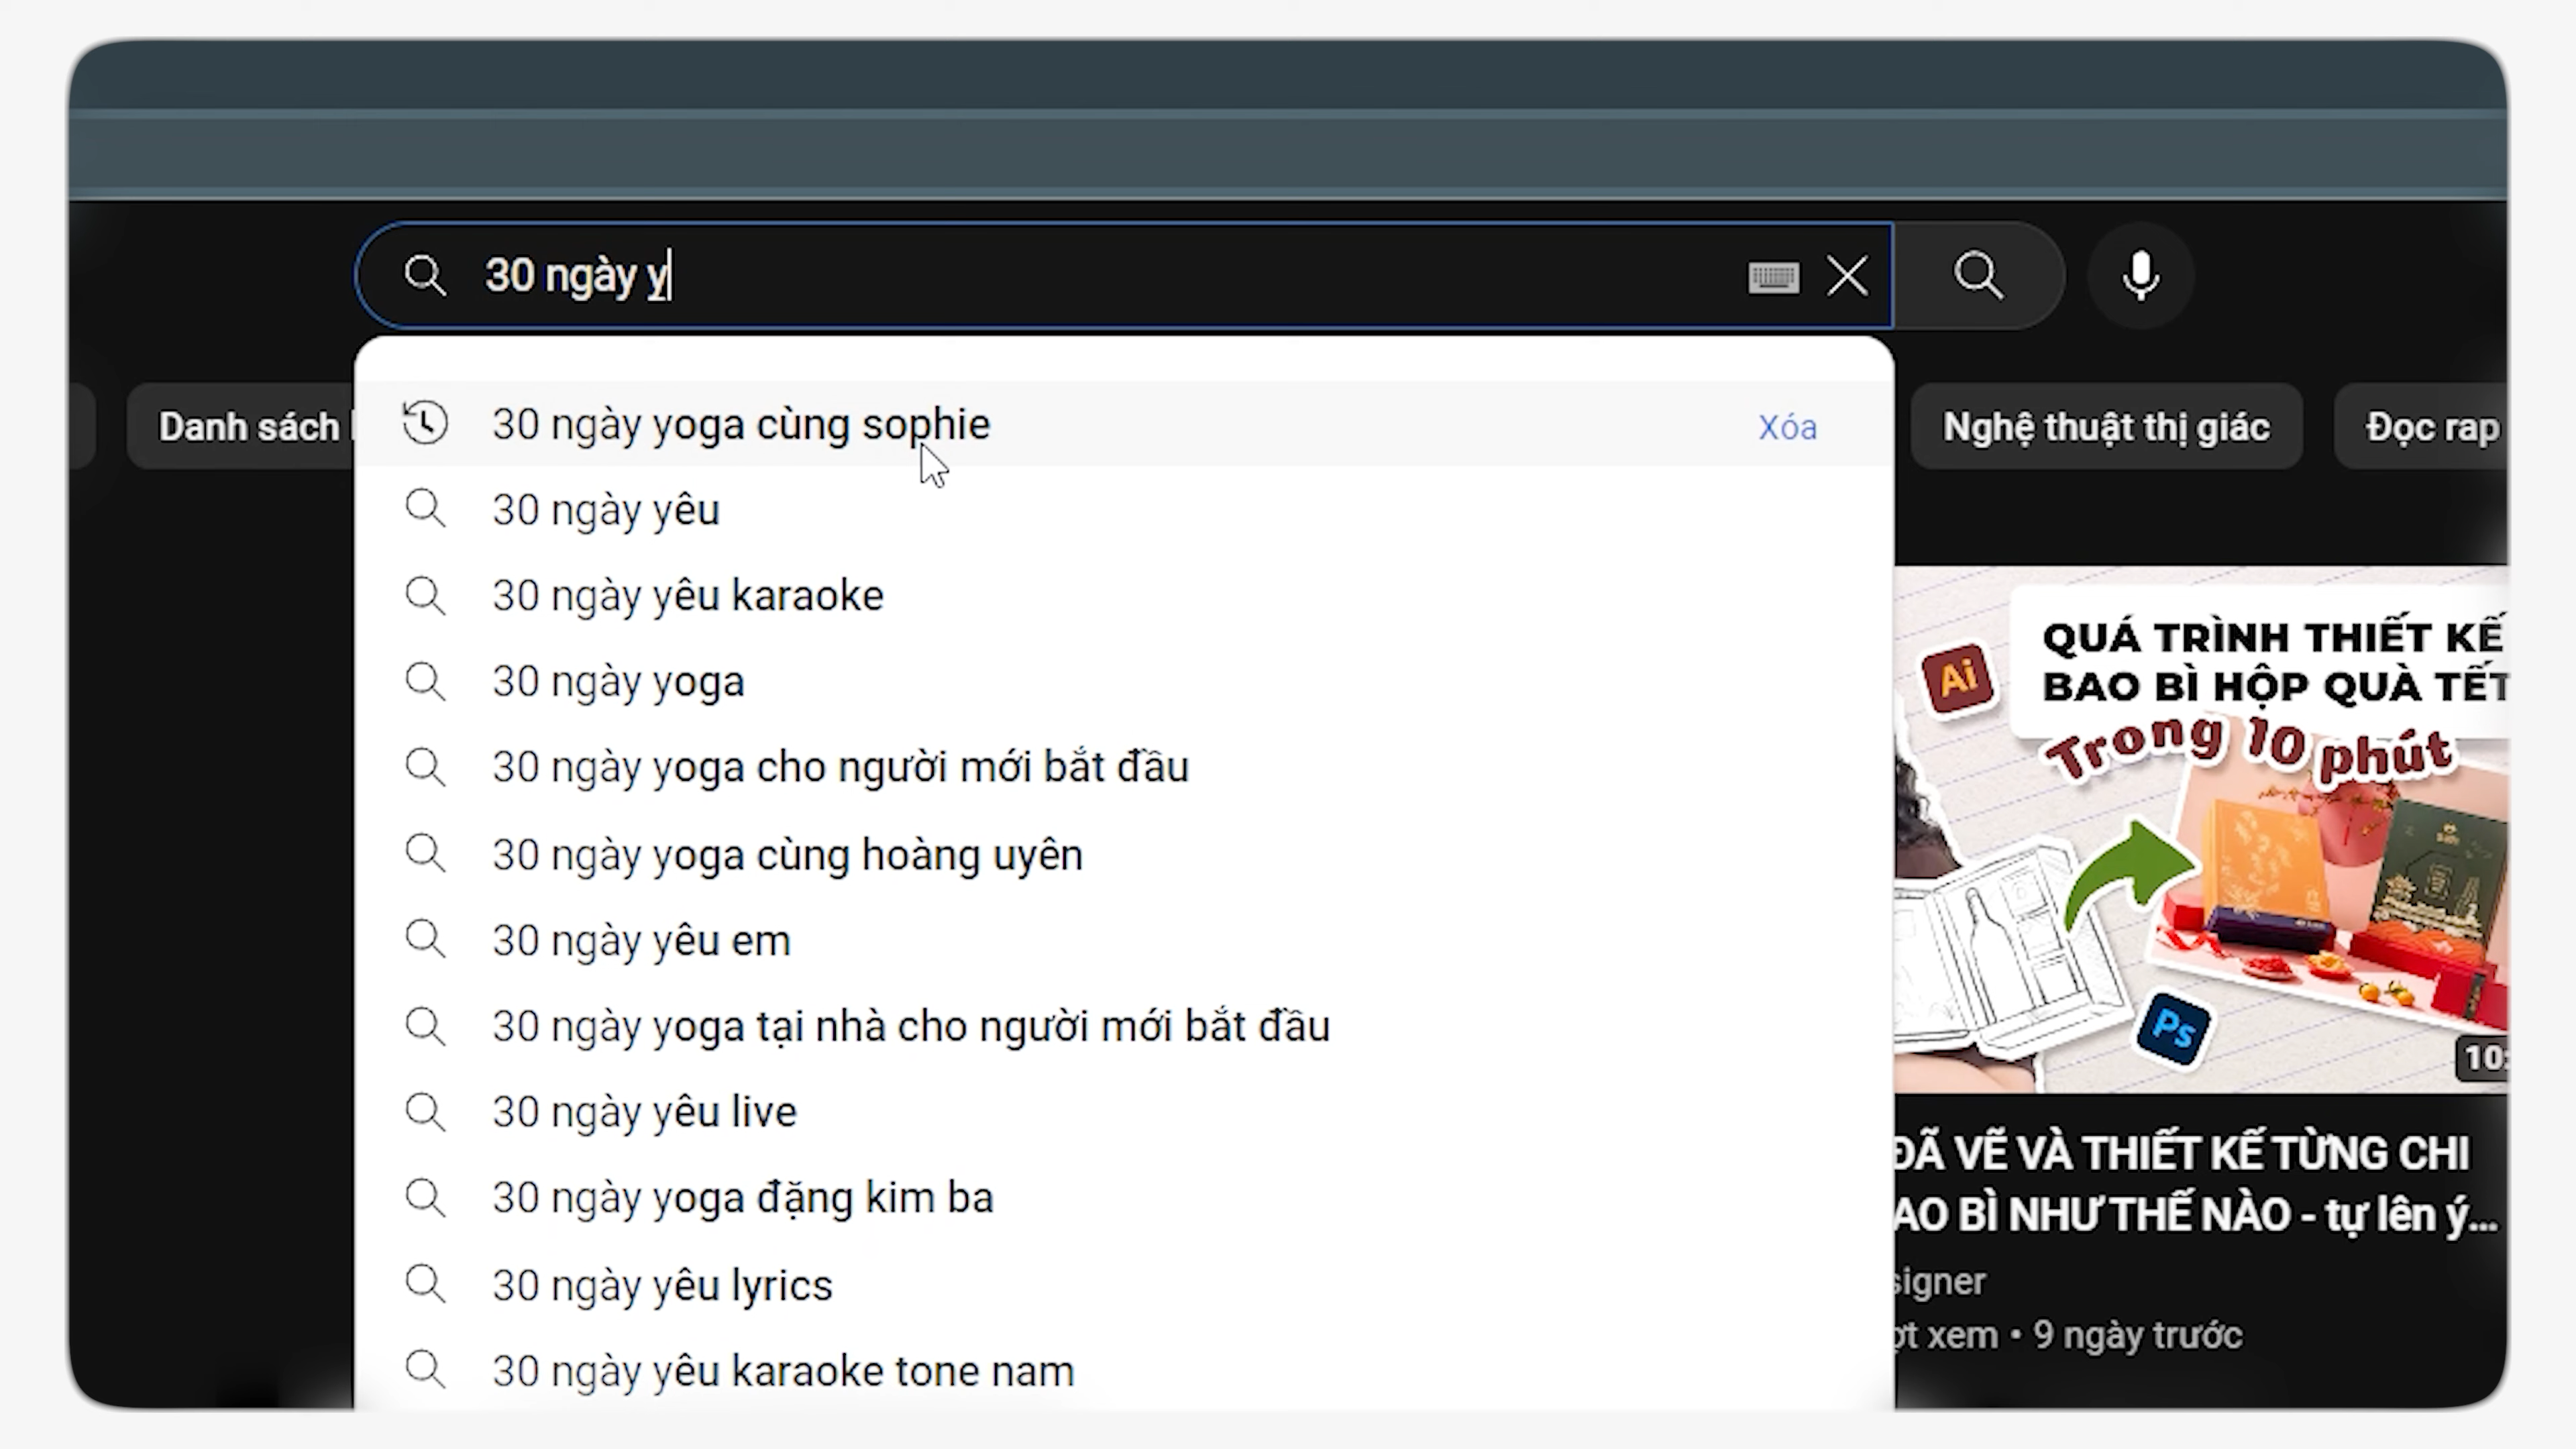 30 ngày y
Danh sách
30 ngày yoga cùng sophie
Xóa
Nghệ thuật thị giác
Đọc rap
30 ngày yêu
30 ngày yêu karaoke
30 ngày yoga
30 ngày yoga cho người mới bắt đầu
30 ngày yoga cùng hoàng uyên
30 ngày yêu em
30 ngày yoga tại nhà cho người mới bắt đầu
30 ngày yêu live
30 ngày yoga đặng kim ba
30 ngày yêu lyrics
30 ngày yêu karaoke tone nam
QUÁ TRÌNH THIẾT KẾ
BAO BÌ HỘP QUÀ TẾT
Trong 10 phút
Ai
Ps
10:
ĐÃ VẼ VÀ THIẾT KẾ TỪNG CHI
AO BÌ NHƯ THẾ NÀO - tự lên ý...
signer
ợt xem • 9 ngày trước